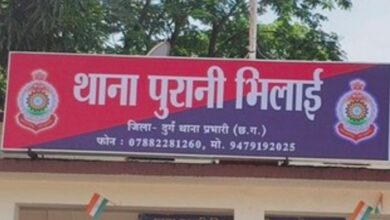 थाना पुरानी भिलाई
जिला- दुर्ग थाना प्रभारी (छ.ग.)
फोन : 07882281260, मो. 9479192025